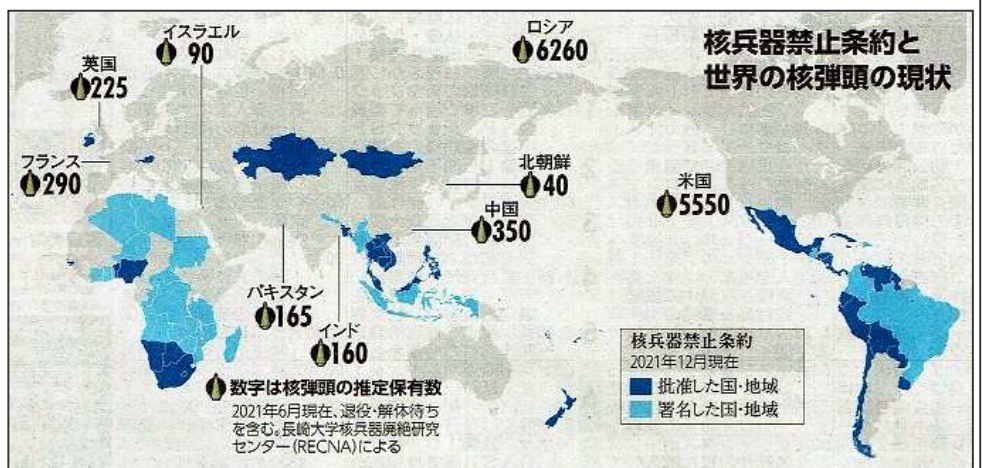 核兵器禁止条約と
世界の核弾頭の現状
イスラエル
90
ロシア
6260
英国
225
フランス
290
北朝鮮
40
中国
350
米国
5550
パキスタン
165
インド
160
数字は核弾頭の推定保有数
2021年6月現在、退役・解体待ち
を含む。長崎大学核兵器廃絶研究
センター(RECNA)による
核兵器禁止条約
2021年12月現在
批准した国・地域
署名した国・地域